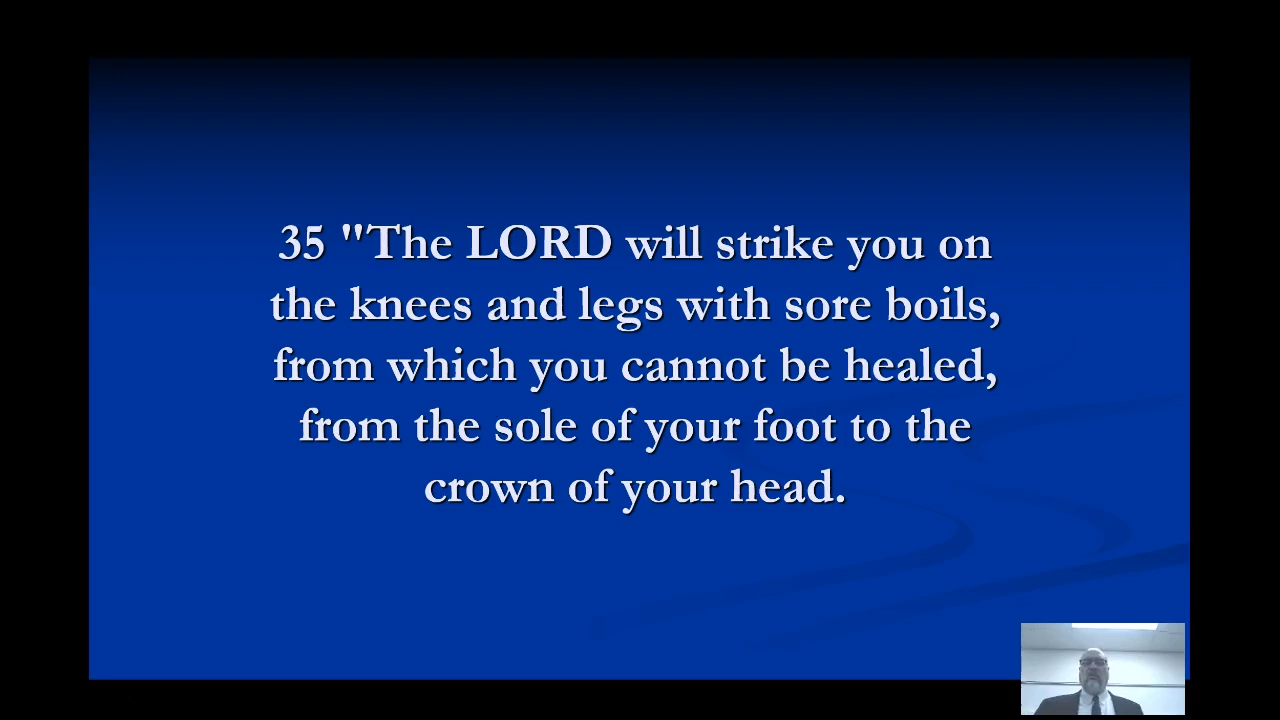 35 "The LORD will strike you on
the knees and legs with sore boils,
from which you cannot be healed,
from the sole of your foot to the
crown of your head.